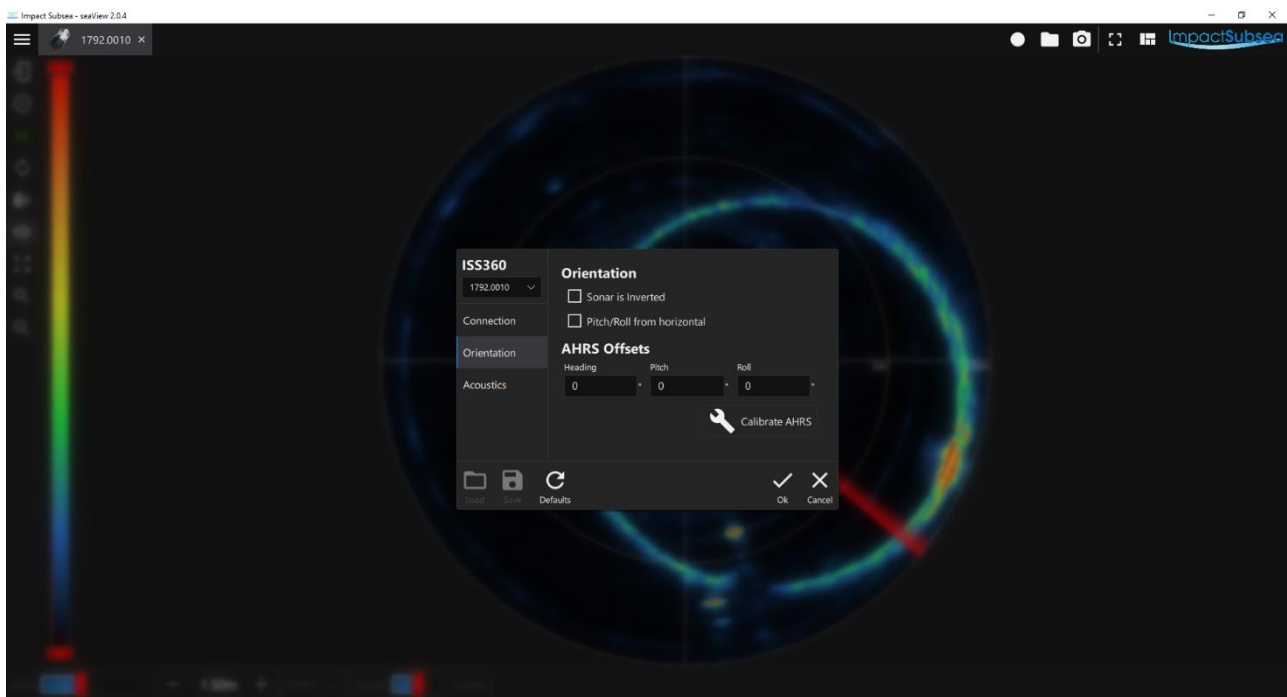 Impact Subsea - seaView 2.0.4
1792.0010
ImpactSubsea
ISS360
1792.0010
Connection
Orientation
Acoustics
Orientation
Sonar is Inverted
Pitch/Roll from horizontal
AHRS Offsets
Heading Pitch Roll
0 ° 0 ° 0 °
Calibrate AHRS
Load Save Defaults Ok Cancel
1.50m